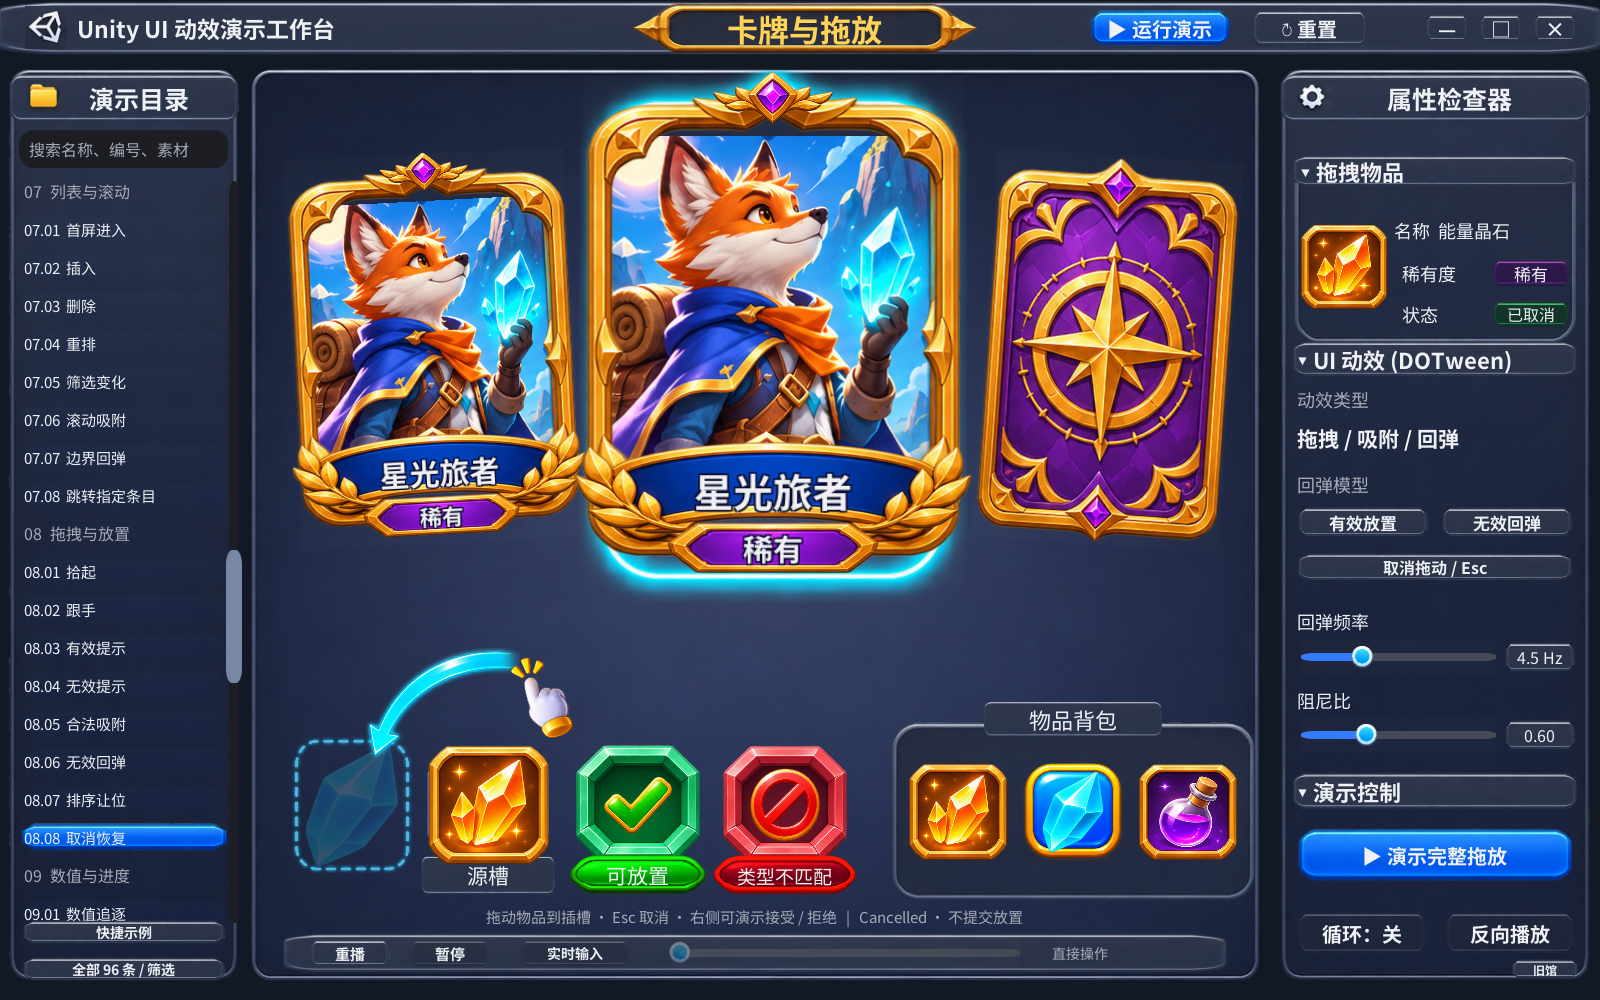 Unity UI 动效演示工作台
卡牌与拖放
▶ 运行演示
↻ 重置
演示目录
搜索名称、编号、素材
07 列表与滚动
07.01 首屏进入
07.02 插入
07.03 删除
07.04 重排
07.05 筛选变化
07.06 滚动吸附
07.07 边界回弹
07.08 跳转指定条目
08 拖拽与放置
08.01 拾起
08.02 跟手
08.03 有效提示
08.04 无效提示
08.05 合法吸附
08.06 无效回弹
08.07 排序让位
08.08 取消恢复
09 数值与进度
09.01 数值追逐
快捷示例
全部 96 条 / 筛选
星光旅者
稀有
星光旅者
稀有
源槽
可放置
类型不匹配
物品背包
拖动物品到插槽 · Esc 取消 · 右侧可演示接受 / 拒绝 | Cancelled · 不提交放置
重播
暂停
实时输入
直接操作
属性检查器
▼ 拖拽物品
名称 能量晶石
稀有度 稀有
状态 已取消
▼ UI 动效 (DOTween)
动效类型
拖拽 / 吸附 / 回弹
回弹模型
有效放置 无效回弹
取消拖动 / Esc
回弹频率
4.5 Hz
阻尼比
0.60
▼ 演示控制
▶ 演示完整拖放
循环：关 反向播放
旧馆